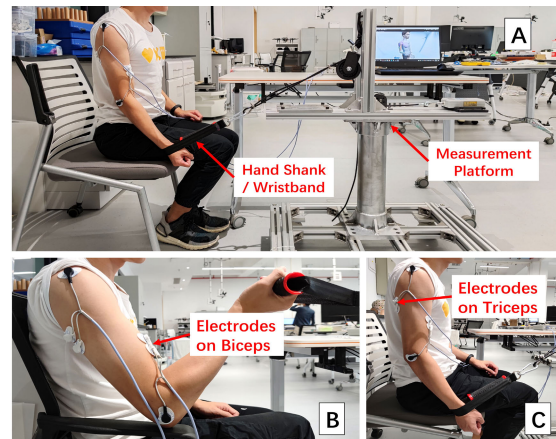 A
Hand Shank
/ Wristband
Measurement
Platform
Electrodes
on Biceps
B
Electrodes
on Triceps
C